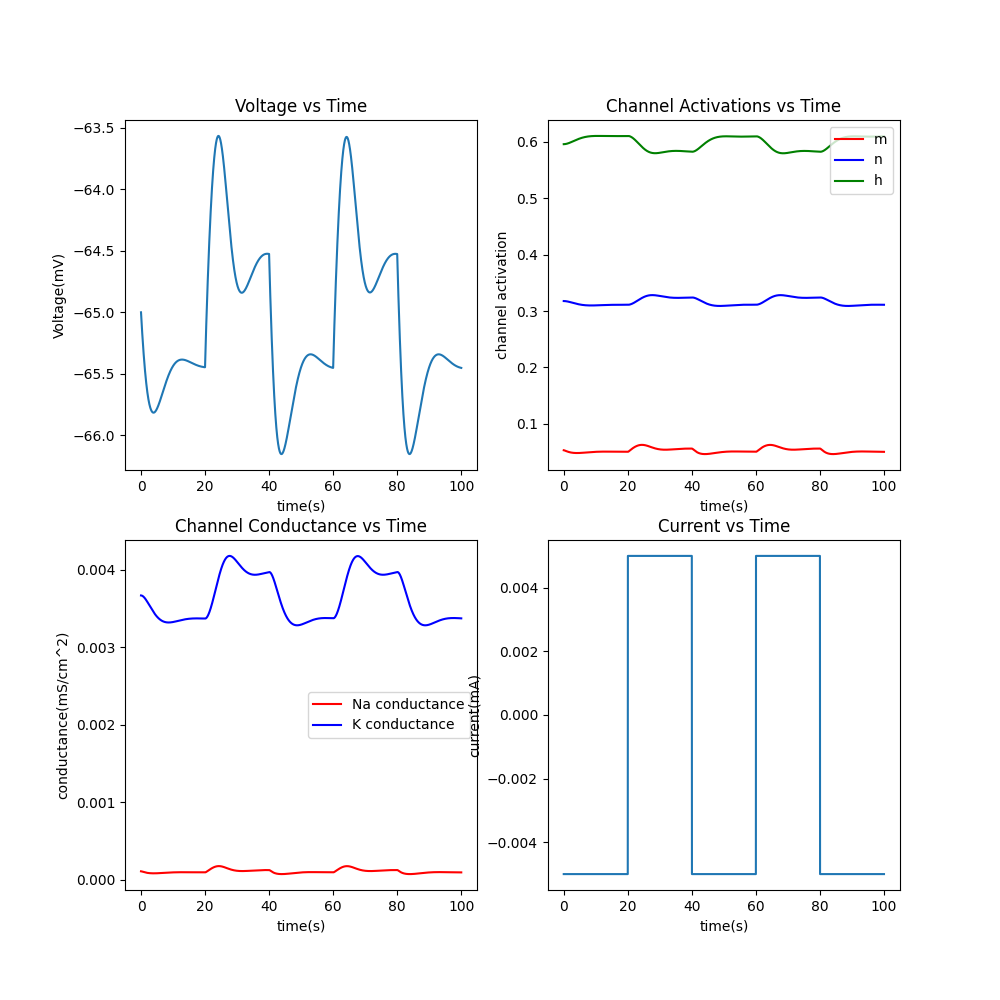 Voltage vs Time
Voltage(mV)
−63.5
−64.0
−64.5
−65.0
−65.5
−66.0
0 20 40 60 80 100
time(s)
Channel Activations vs Time
channel activation
0.6
0.5
0.4
0.3
0.2
0.1
m
n
h
0 20 40 60 80 100
time(s)
Channel Conductance vs Time
conductance(mS/cm^2)
0.004
0.003
0.002
0.001
0.000
Na conductance
K conductance
0 20 40 60 80 100
time(s)
Current vs Time
current(mA)
0.004
0.002
0.000
−0.002
−0.004
0 20 40 60 80 100
time(s)